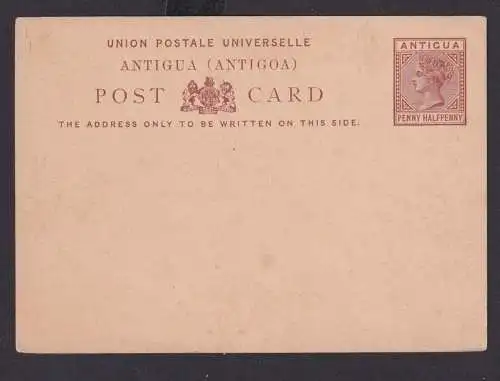 UNION POSTALE UNIVERSELLE
ANTIGUA (ANTIGOA)
POST CARD
THE ADDRESS ONLY TO BE WRITTEN ON THIS SIDE.
ANTIGUA
PENNY HALFPENNY